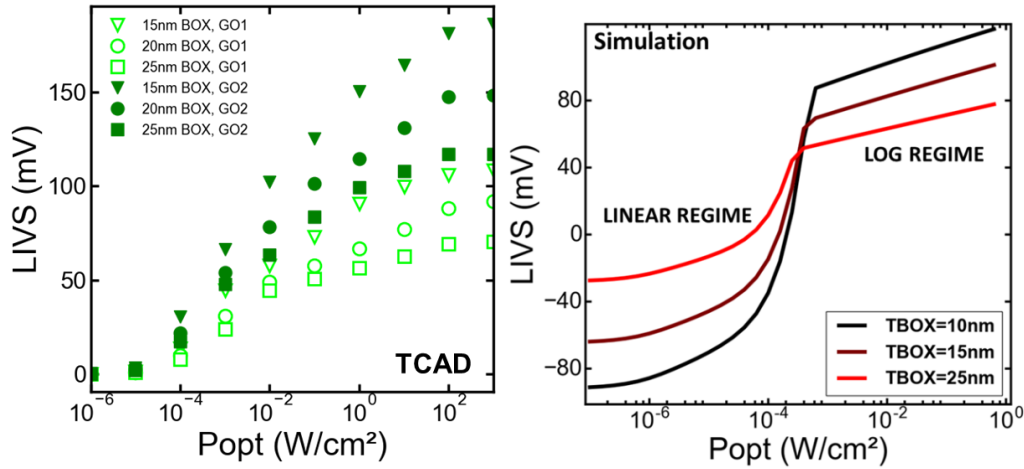 15nm BOX, GO1
20nm BOX, GO1
25nm BOX, GO1
15nm BOX, GO2
20nm BOX, GO2
25nm BOX, GO2
150
100
50
0
LIVS (mV)
TCAD
10⁻⁶ 10⁻⁴ 10⁻² 10⁰ 10²
Popt (W/cm²)
Simulation
80
40
0
−40
−80
LIVS (mV)
LOG REGIME
LINEAR REGIME
TBOX=10nm
TBOX=15nm
TBOX=25nm
10⁻⁶ 10⁻⁴ 10⁻² 10⁰
Popt (W/cm²)